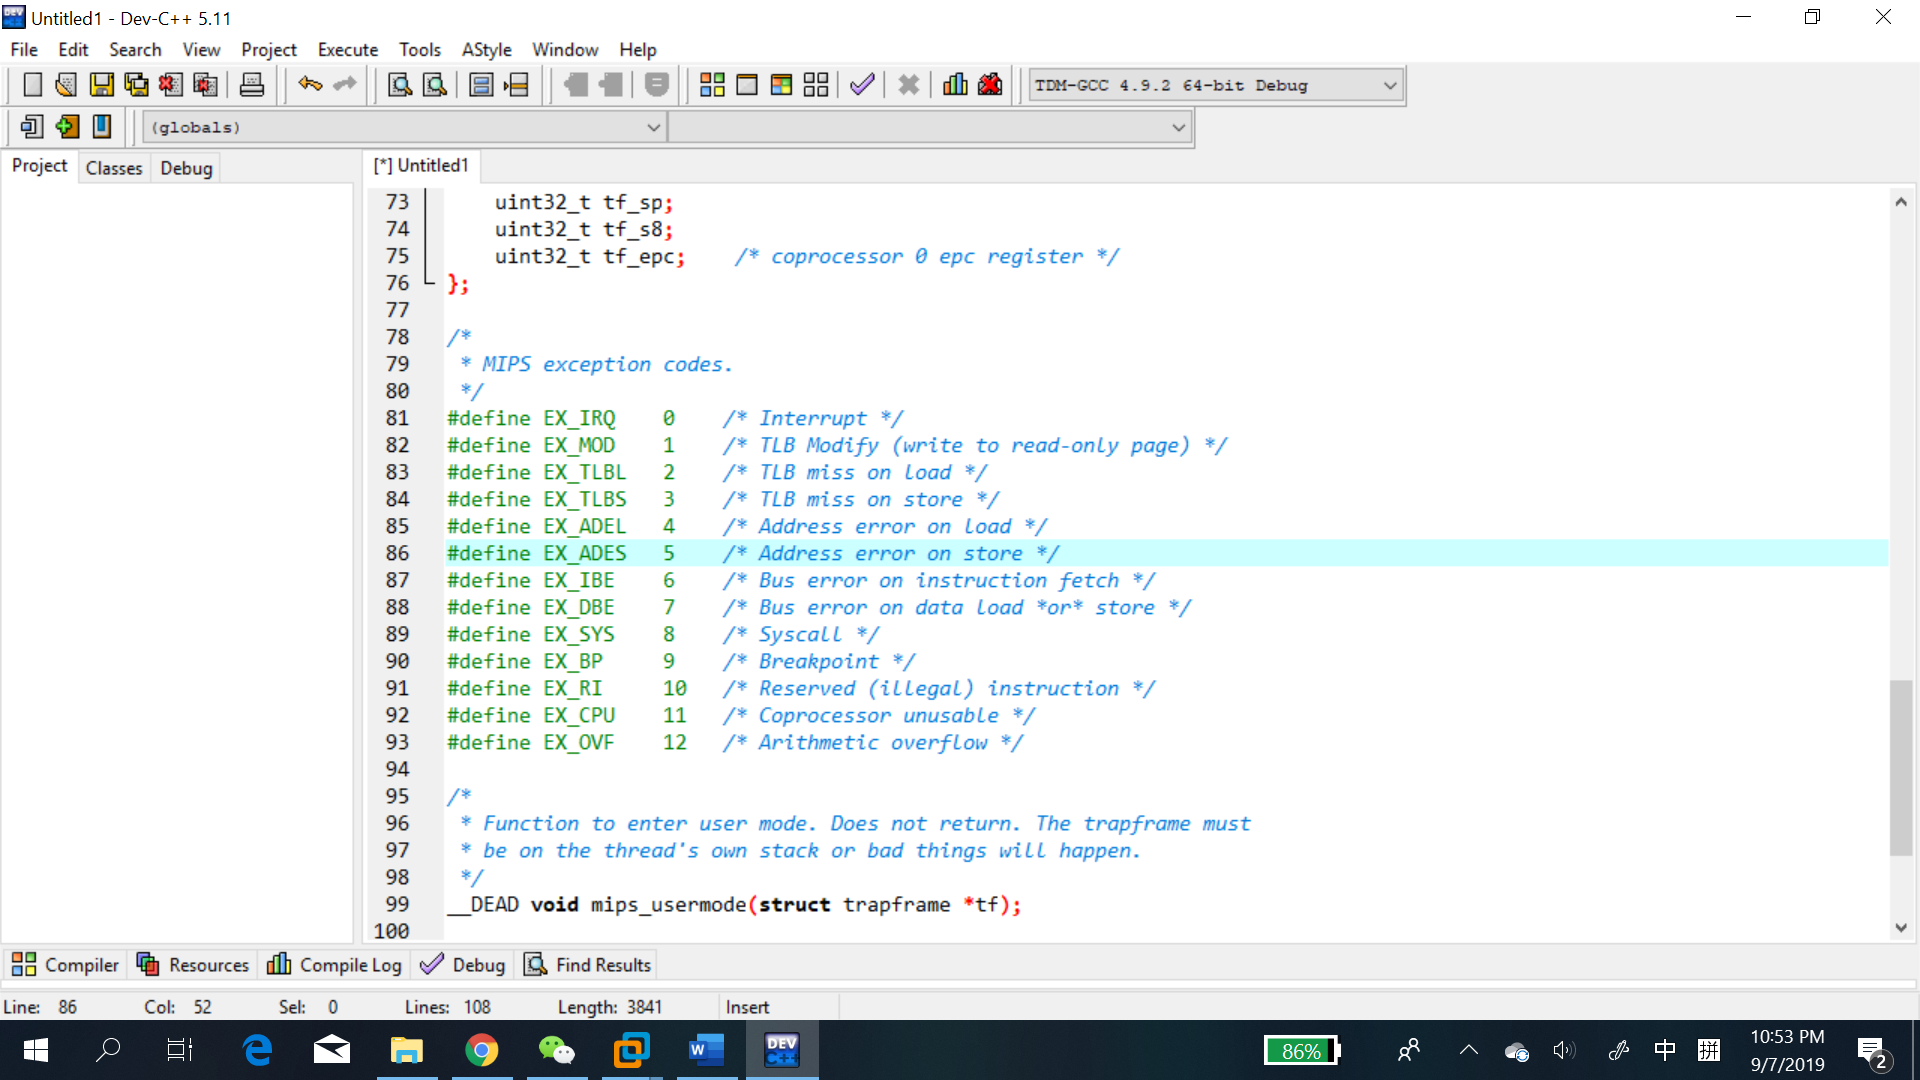 Untitled1 - Dev-C++ 5.11
File Edit Search View Project Execute Tools AStyle Window Help
TDM-GCC 4.9.2 64-bit Debug
(globals)
Project Classes Debug
[*] Untitled1
73 uint32_t tf_sp;
74 uint32_t tf_s8;
75 uint32_t tf_epc; /* coprocessor 0 epc register */
76 };
77
78 /*
79 * MIPS exception codes.
80 */
81 #define EX_IRQ 0 /* Interrupt */
82 #define EX_MOD 1 /* TLB Modify (write to read-only page) */
83 #define EX_TLBL 2 /* TLB miss on load */
84 #define EX_TLBS 3 /* TLB miss on store */
85 #define EX_ADEL 4 /* Address error on load */
86 #define EX_ADES 5 /* Address error on store */
87 #define EX_IBE 6 /* Bus error on instruction fetch */
88 #define EX_DBE 7 /* Bus error on data load *or* store */
89 #define EX_SYS 8 /* Syscall */
90 #define EX_BP 9 /* Breakpoint */
91 #define EX_RI 10 /* Reserved (illegal) instruction */
92 #define EX_CPU 11 /* Coprocessor unusable */
93 #define EX_OVF 12 /* Arithmetic overflow */
94
95 /*
96 * Function to enter user mode. Does not return. The trapframe must
97 * be on the thread's own stack or bad things will happen.
98 */
99 __DEAD void mips_usermode(struct trapframe *tf);
100
Compiler Resources Compile Log Debug Find Results
Line: 86 Col: 52 Sel: 0 Lines: 108 Length: 3841 Insert
DEV C++
86%
中 拼
10:53 PM
9/7/2019
2